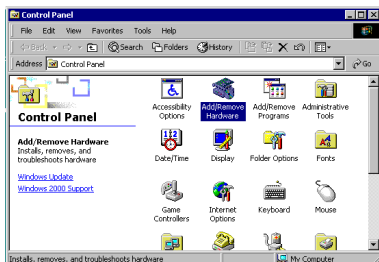 Control Panel
File Edit View Favorites Tools Help
Back Search Folders History
Address Control Panel Go
Control Panel
Add/Remove Hardware
Installs, removes, and
troubleshoots hardware
Windows Update
Windows 2000 Support
Accessibility Options
Add/Remove Hardware
Add/Remove Programs
Administrative Tools
Date/Time
Display
Folder Options
Fonts
Game Controllers
Internet Options
Keyboard
Mouse
Installs, removes, and troubleshoots hardware My Computer